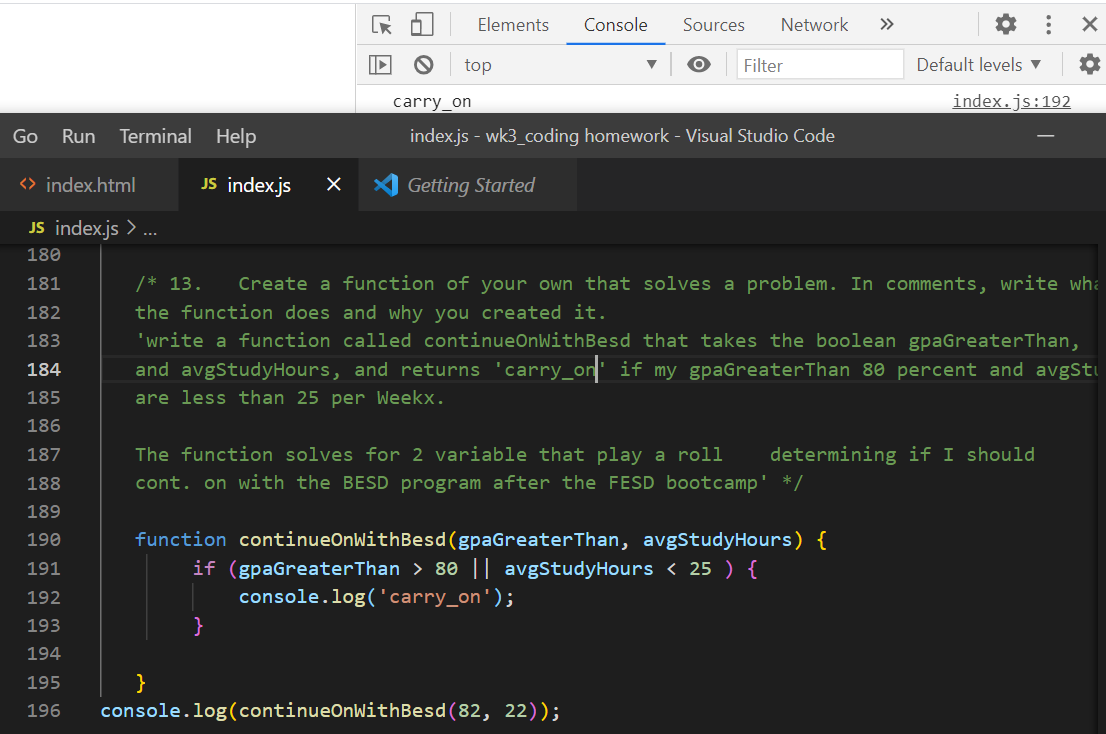 Elements Console Sources Network »
top ▼ Filter Default levels ▼
carry_on index.js:192
Go Run Terminal Help index.js - wk3_coding homework - Visual Studio Code
<> index.html JS index.js × Getting Started
JS index.js > ...
180
181 /* 13. Create a function of your own that solves a problem. In comments, write wha
182 the function does and why you created it.
183 'write a function called continueOnWithBesd that takes the boolean gpaGreaterThan,
184 and avgStudyHours, and returns 'carry_on' if my gpaGreaterThan 80 percent and avgStu
185 are less than 25 per Weekx.
186
187 The function solves for 2 variable that play a roll    determining if I should
188 cont. on with the BESD program after the FESD bootcamp' */
189
190 function continueOnWithBesd(gpaGreaterThan, avgStudyHours) {
191 if (gpaGreaterThan > 80 || avgStudyHours < 25 ) {
192 console.log('carry_on');
193 }
194
195 }
196 console.log(continueOnWithBesd(82, 22));